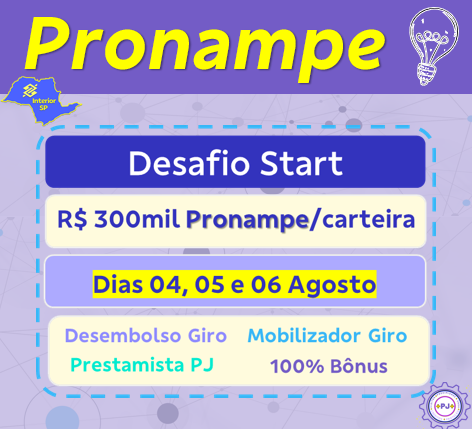 Pronampe
Interior
SP
Desafio Start
R$ 300mil Pronampe/carteira
Dias 04, 05 e 06 Agosto
Desembolso Giro Mobilizador Giro
Prestamista PJ 100% Bônus
PJ